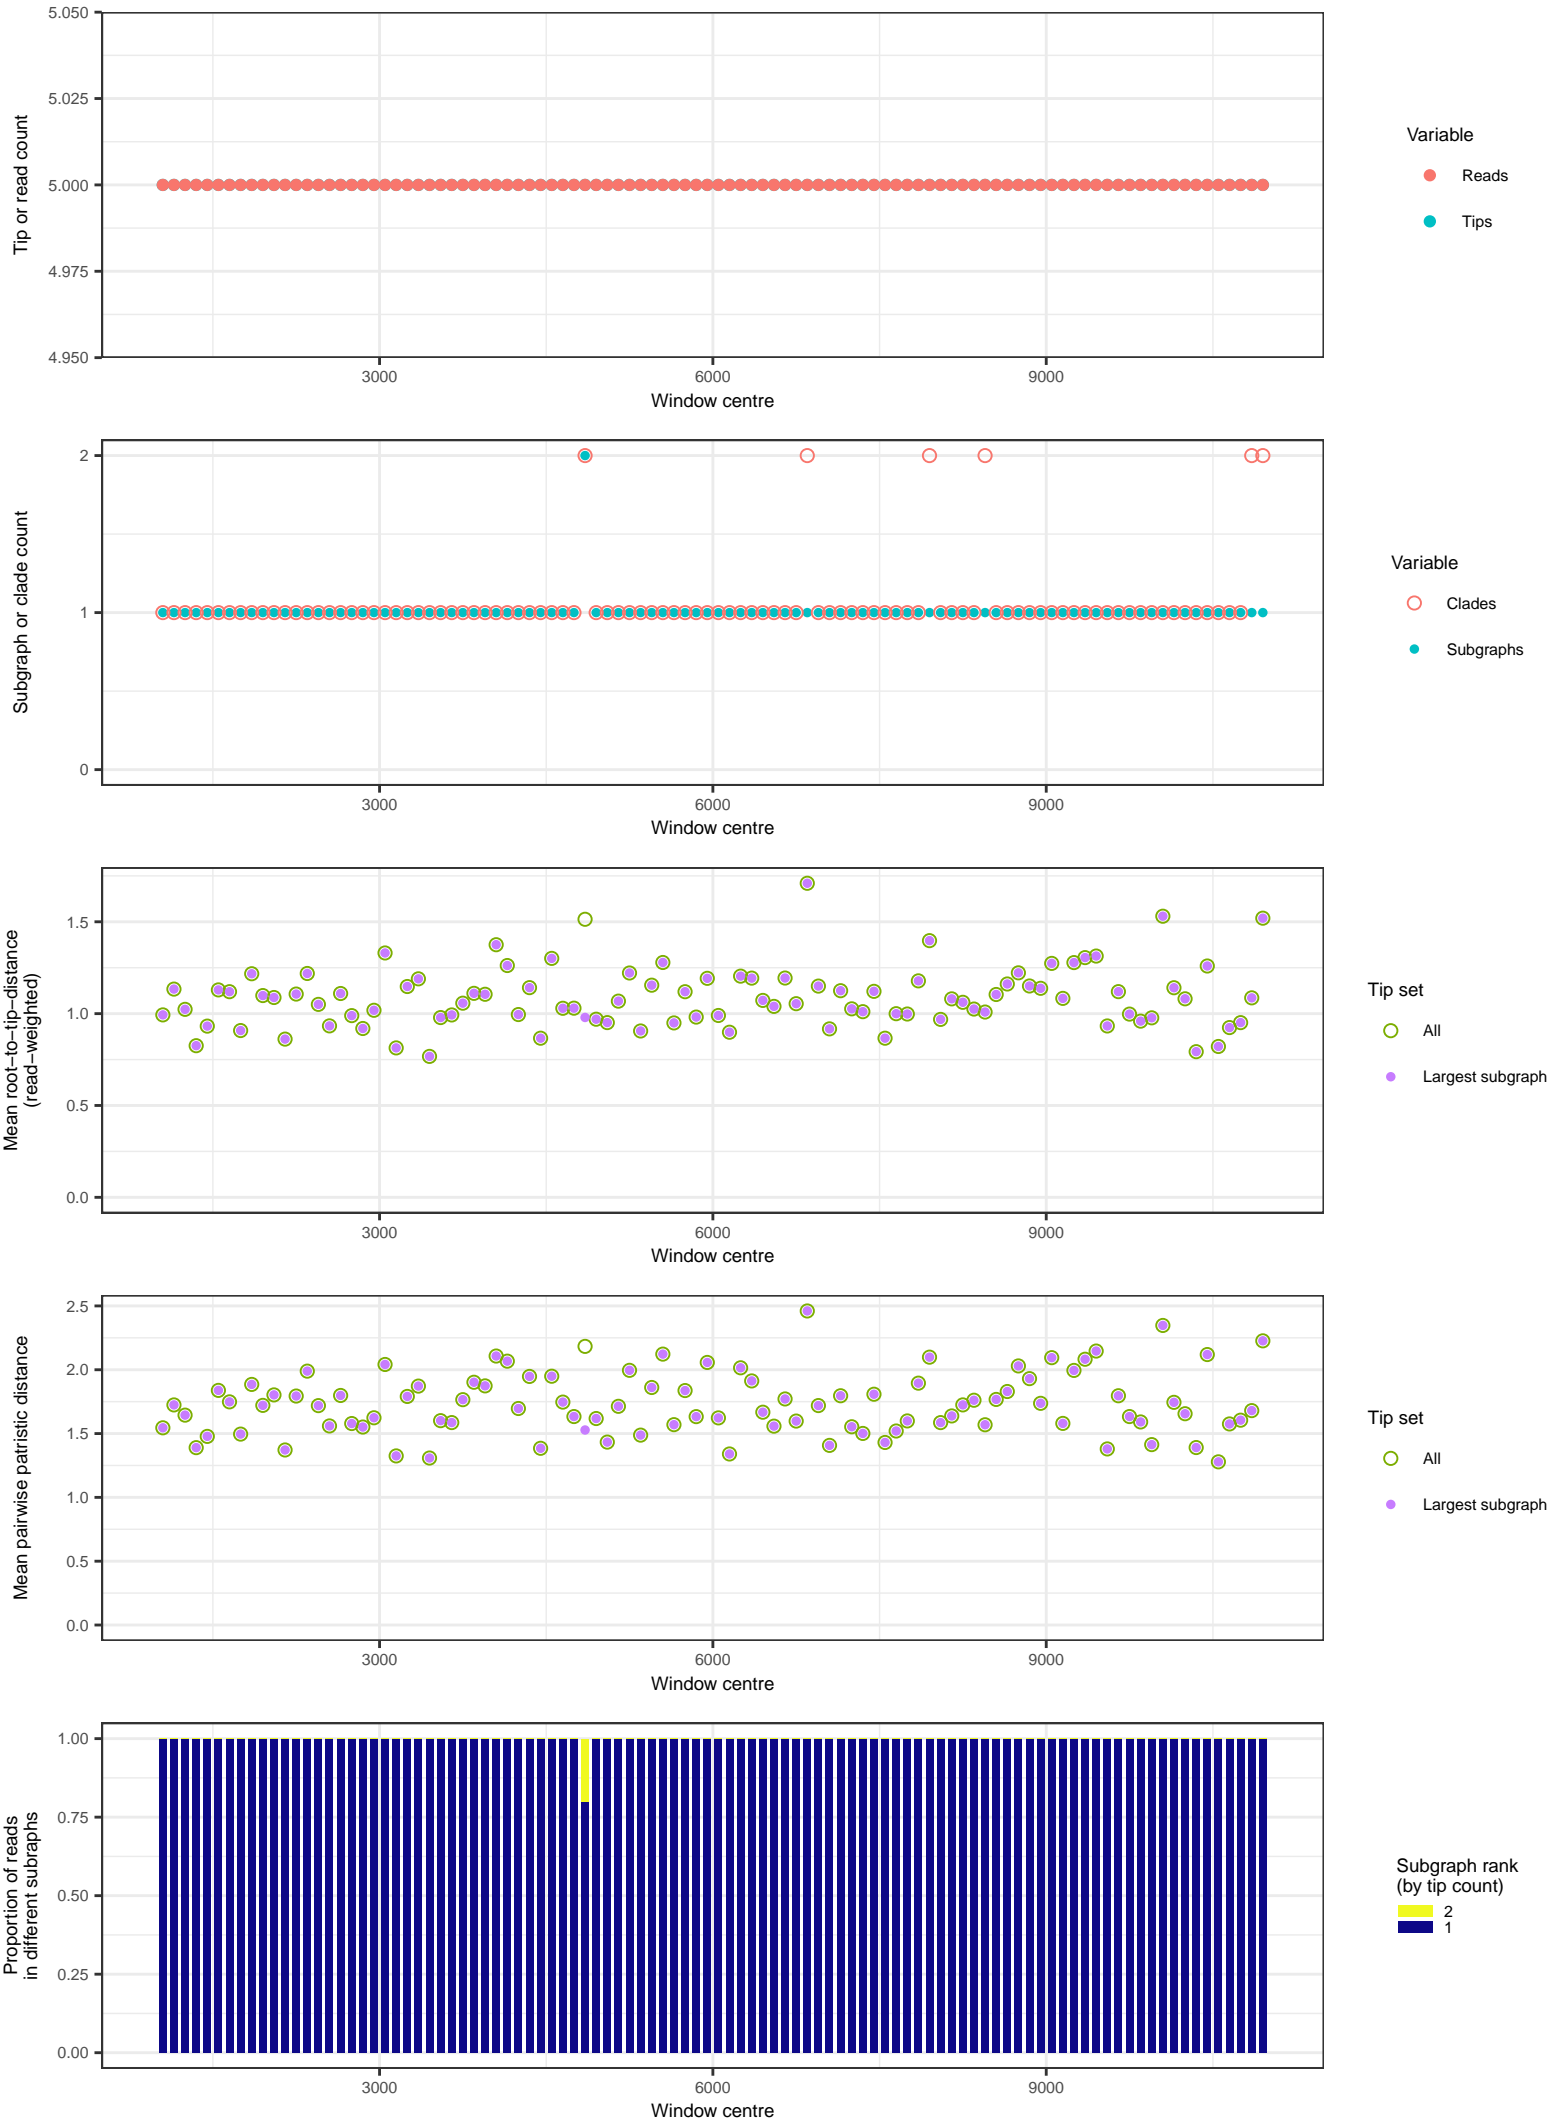 5.050
5.025
5.000
4.975
4.950
Tip or read count
3000
6000
9000
Window centre
Variable
Reads
Tips
2
1
0
Subgraph or clade count
3000
6000
9000
Window centre
Variable
Clades
Subgraphs
1.5
1.0
0.5
0.0
Mean root−to−tip−distance
(read−weighted)
3000
6000
9000
Window centre
Tip set
All
Largest subgraph
2.5
2.0
1.5
1.0
0.5
0.0
Mean pairwise patristic distance
3000
6000
9000
Window centre
Tip set
All
Largest subgraph
1.00
0.75
0.50
0.25
0.00
Proportion of reads
in different subraphs
3000
6000
9000
Window centre
Subgraph rank
(by tip count)
2
1